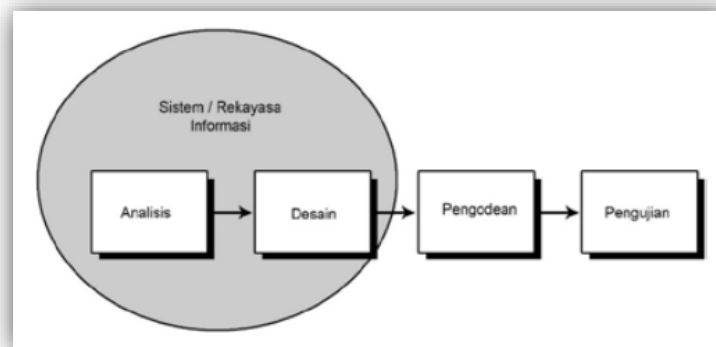 Sistem / Rekayasa
Informasi
Analisis
Desain
Pengodean
Pengujian